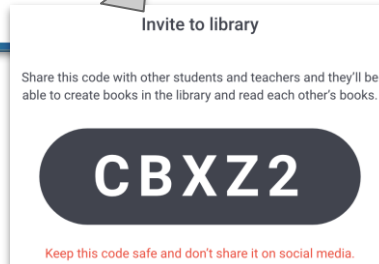 Invite to library
Share this code with other students and teachers and they'll be
able to create books in the library and read each other's books.
CBXZ2
Keep this code safe and don't share it on social media.